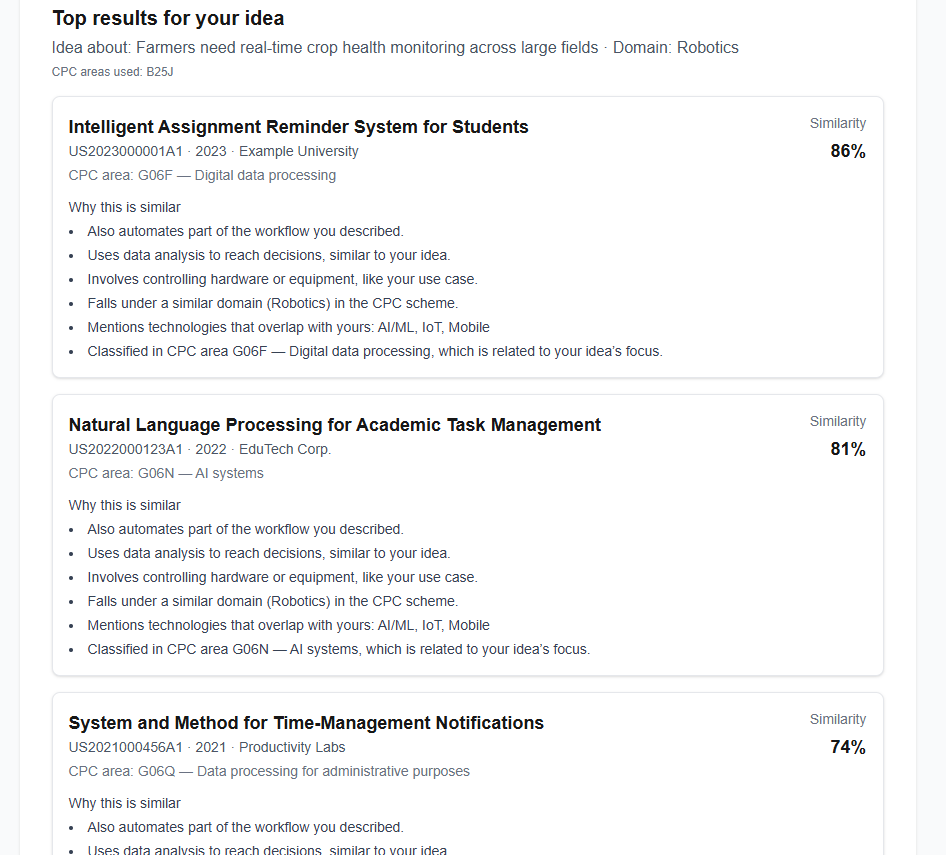 Top results for your idea
Idea about: Farmers need real-time crop health monitoring across large fields · Domain: Robotics
CPC areas used: B25J
Intelligent Assignment Reminder System for Students
Similarity
US2023000001A1 · 2023 · Example University
86%
CPC area: G06F — Digital data processing
Why this is similar
• Also automates part of the workflow you described.
• Uses data analysis to reach decisions, similar to your idea.
• Involves controlling hardware or equipment, like your use case.
• Falls under a similar domain (Robotics) in the CPC scheme.
• Mentions technologies that overlap with yours: AI/ML, IoT, Mobile
• Classified in CPC area G06F — Digital data processing, which is related to your idea’s focus.
Natural Language Processing for Academic Task Management
Similarity
US2022000123A1 · 2022 · EduTech Corp.
81%
CPC area: G06N — AI systems
Why this is similar
• Also automates part of the workflow you described.
• Uses data analysis to reach decisions, similar to your idea.
• Involves controlling hardware or equipment, like your use case.
• Falls under a similar domain (Robotics) in the CPC scheme.
• Mentions technologies that overlap with yours: AI/ML, IoT, Mobile
• Classified in CPC area G06N — AI systems, which is related to your idea’s focus.
System and Method for Time-Management Notifications
Similarity
US2021000456A1 · 2021 · Productivity Labs
74%
CPC area: G06Q — Data processing for administrative purposes
Why this is similar
• Also automates part of the workflow you described.
• Uses data analysis to reach decisions, similar to your idea